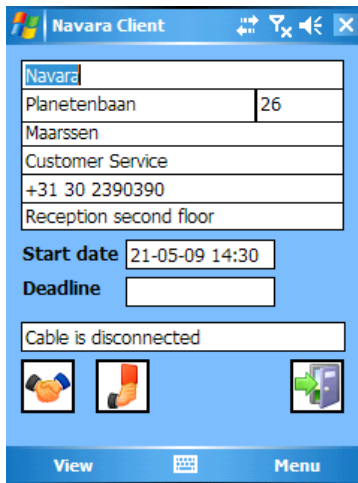 Navara Client
Navara
Planetenbaan 26
Maarssen
Customer Service
+31 30 2390390
Reception second floor
Start date 21-05-09 14:30
Deadline
Cable is disconnected
View Menu